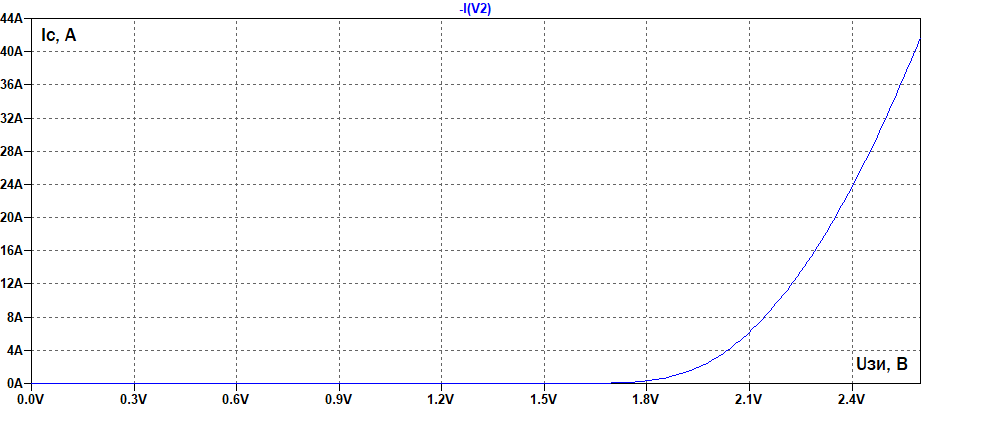 -I(V2)
44A
Ic, A
40A
36A
32A
28A
24A
20A
16A
12A
8A
4A
Uзи, В
0A
0.0V 0.3V 0.6V 0.9V 1.2V 1.5V 1.8V 2.1V 2.4V